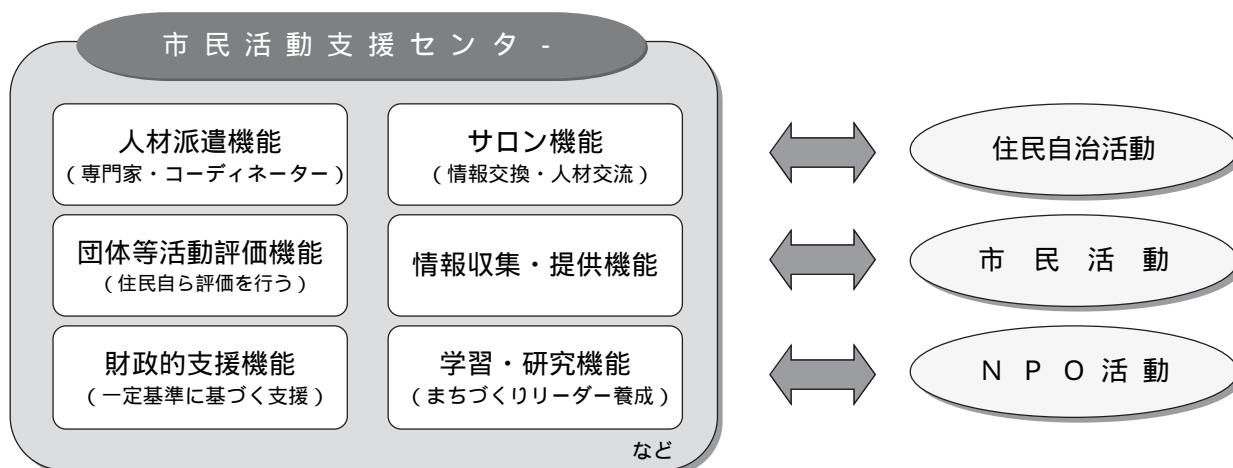 市民活動支援センタ-
人材派遣機能
(専門家・コーディネーター)
サロン機能
(情報交換・人材交流)
住民自治活動
団体等活動評価機能
(住民自ら評価を行う)
情報収集・提供機能
市民活動
財政的支援機能
(一定基準に基づく支援)
学習・研究機能
(まちづくりリーダー養成)
NPO活動
など